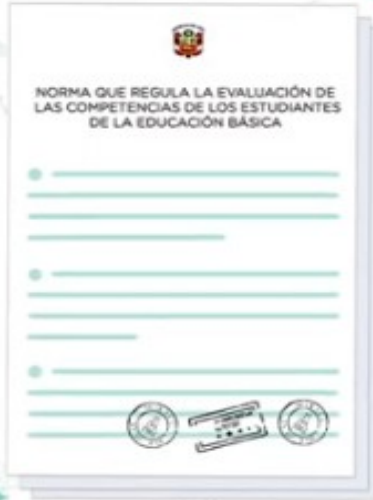 NORMA QUE REGULA LA EVALUACIÓN DE
LAS COMPETENCIAS DE LOS ESTUDIANTES
DE LA EDUCACIÓN BÁSICA